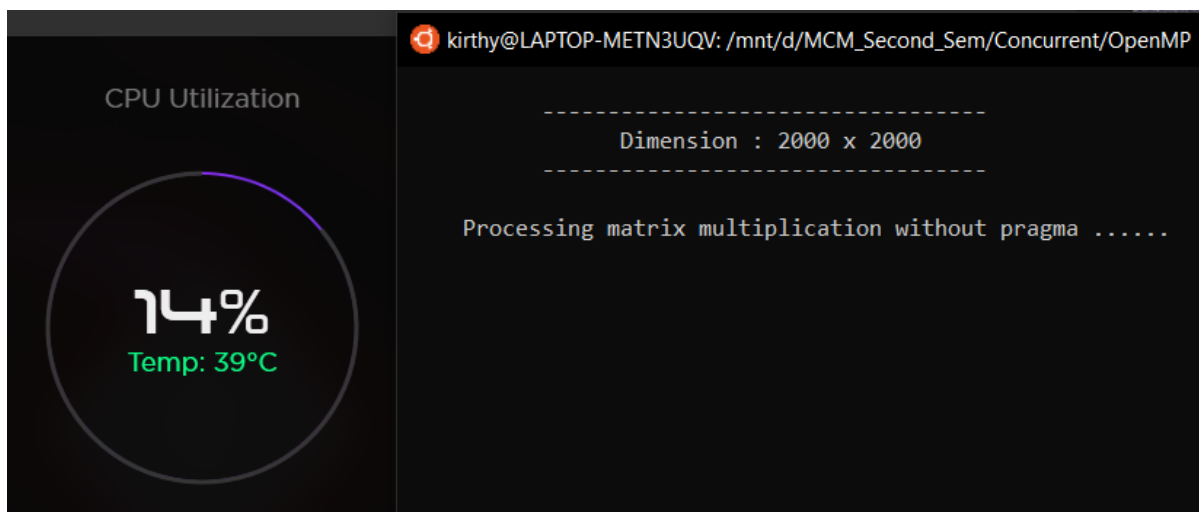 kirthy@LAPTOP-METN3UQV: /mnt/d/MCM_Second_Sem/Concurrent/OpenMP
CPU Utilization
14%
Temp: 39°C
----------------------------------
Dimension : 2000 x 2000
----------------------------------
Processing matrix multiplication without pragma ......